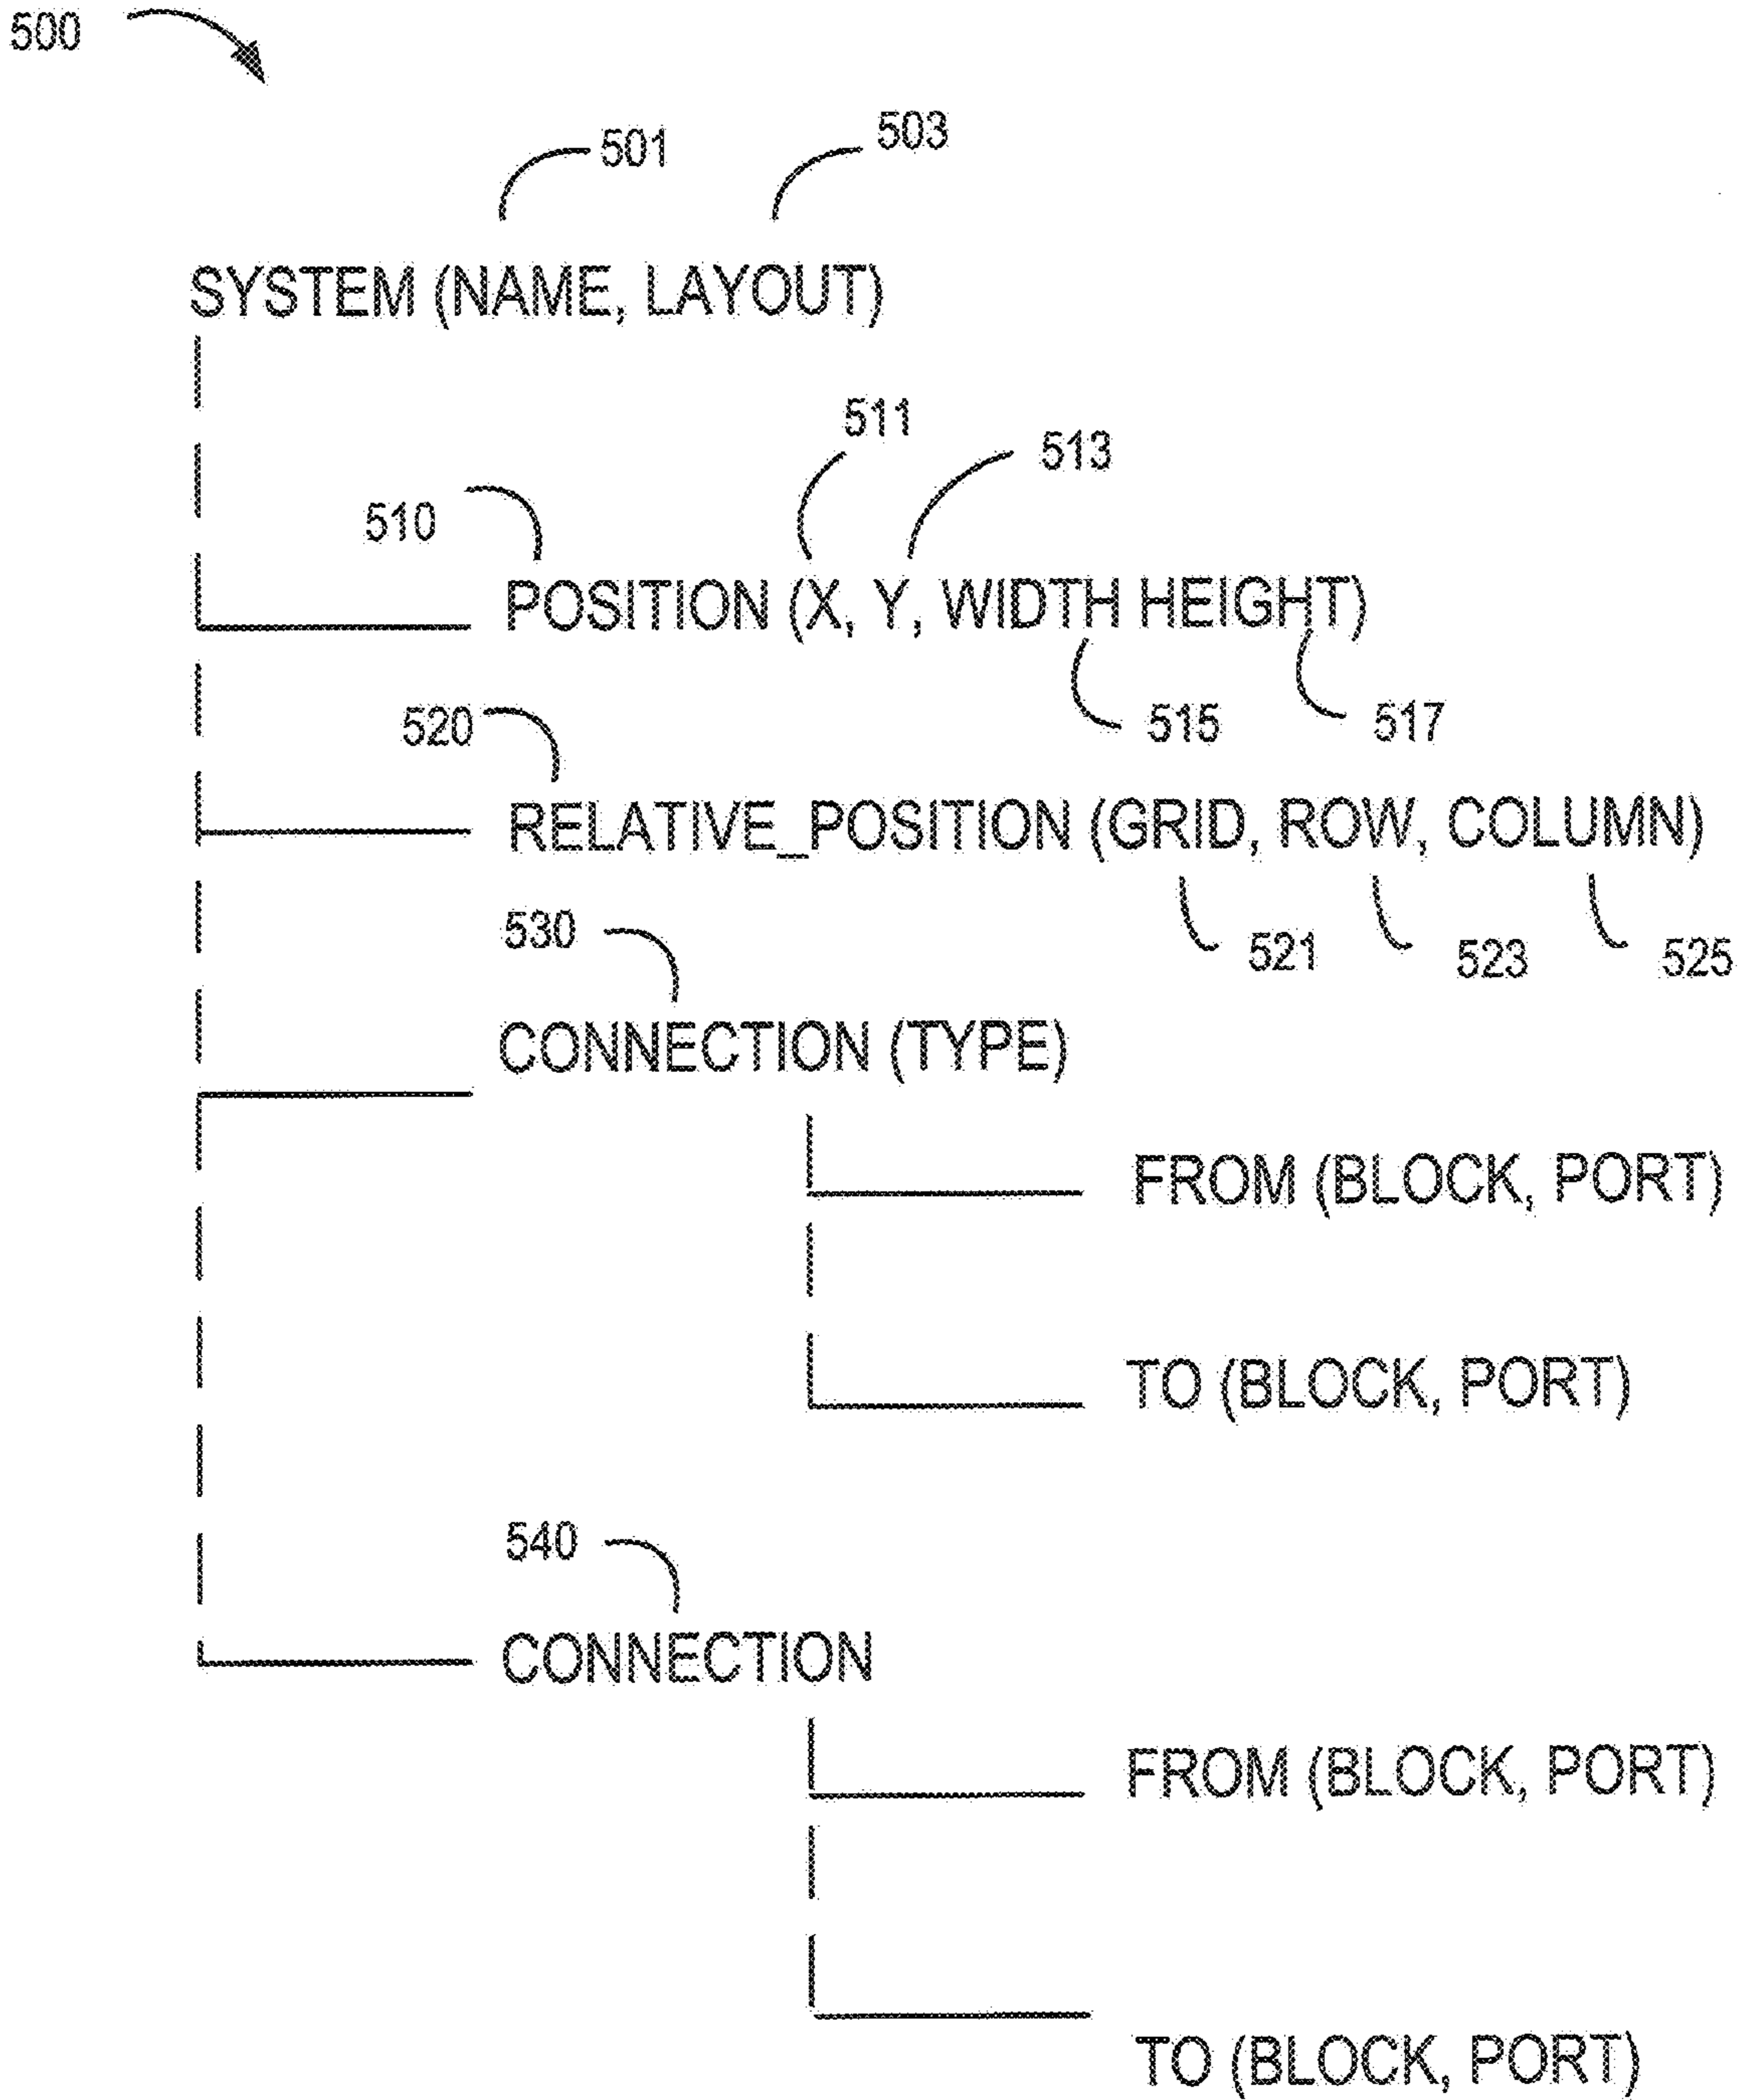 500
501
503
SYSTEM (NAME, LAYOUT)
511
513
510
POSITION (X, Y, WIDTH HEIGHT)
515
517
520
RELATIVE_POSITION (GRID, ROW, COLUMN)
530
521
523
525
CONNECTION (TYPE)
FROM (BLOCK, PORT)
TO (BLOCK, PORT)
540
CONNECTION
FROM (BLOCK, PORT)
TO (BLOCK, PORT)